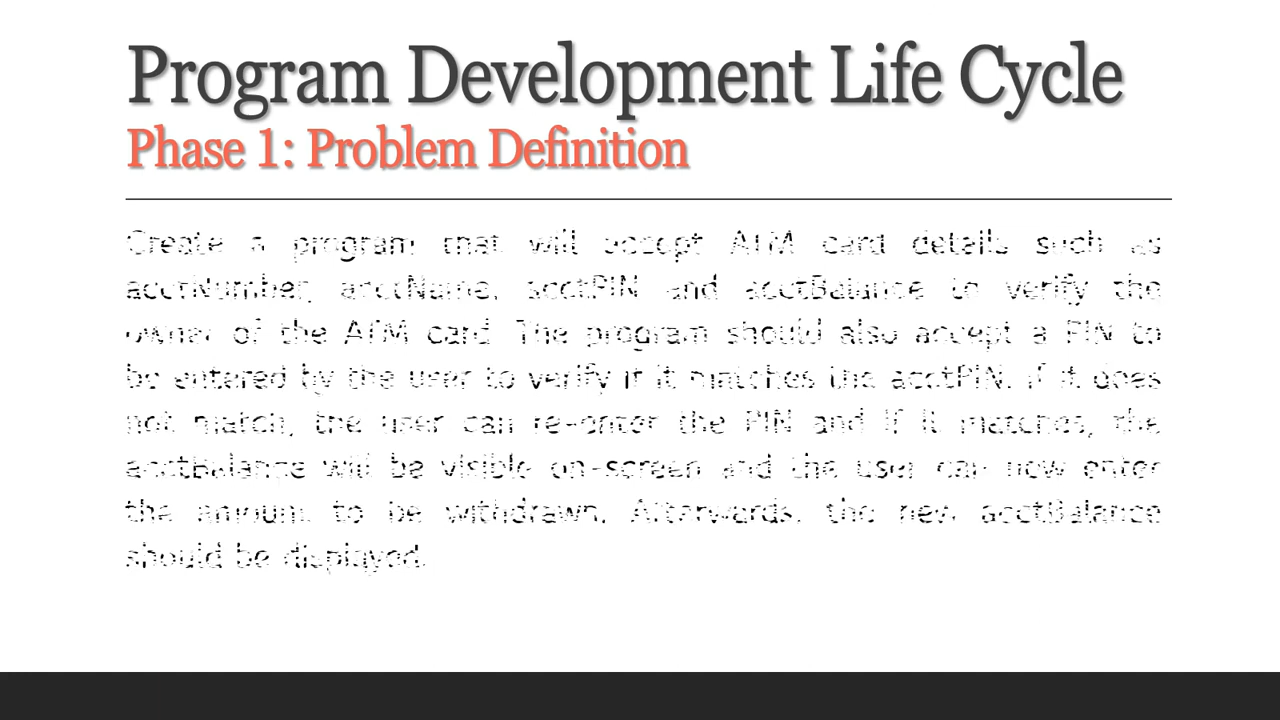 Program Development Life Cycle
Phase 1: Problem Definition
Create a program that will accept ATM card details such as
acctNumber, acctName, acctPIN and acctBalance to verify the
owner of the ATM card. The program should also accept a PIN to
be entered by the user to verify if it matches the acctPIN. If it does
not match, the user can re-enter the PIN and if it matches, the
acctBalance will be visible on-screen and the user can now enter
the amount to be withdrawn. Afterwards, the new acctBalance
should be displayed.